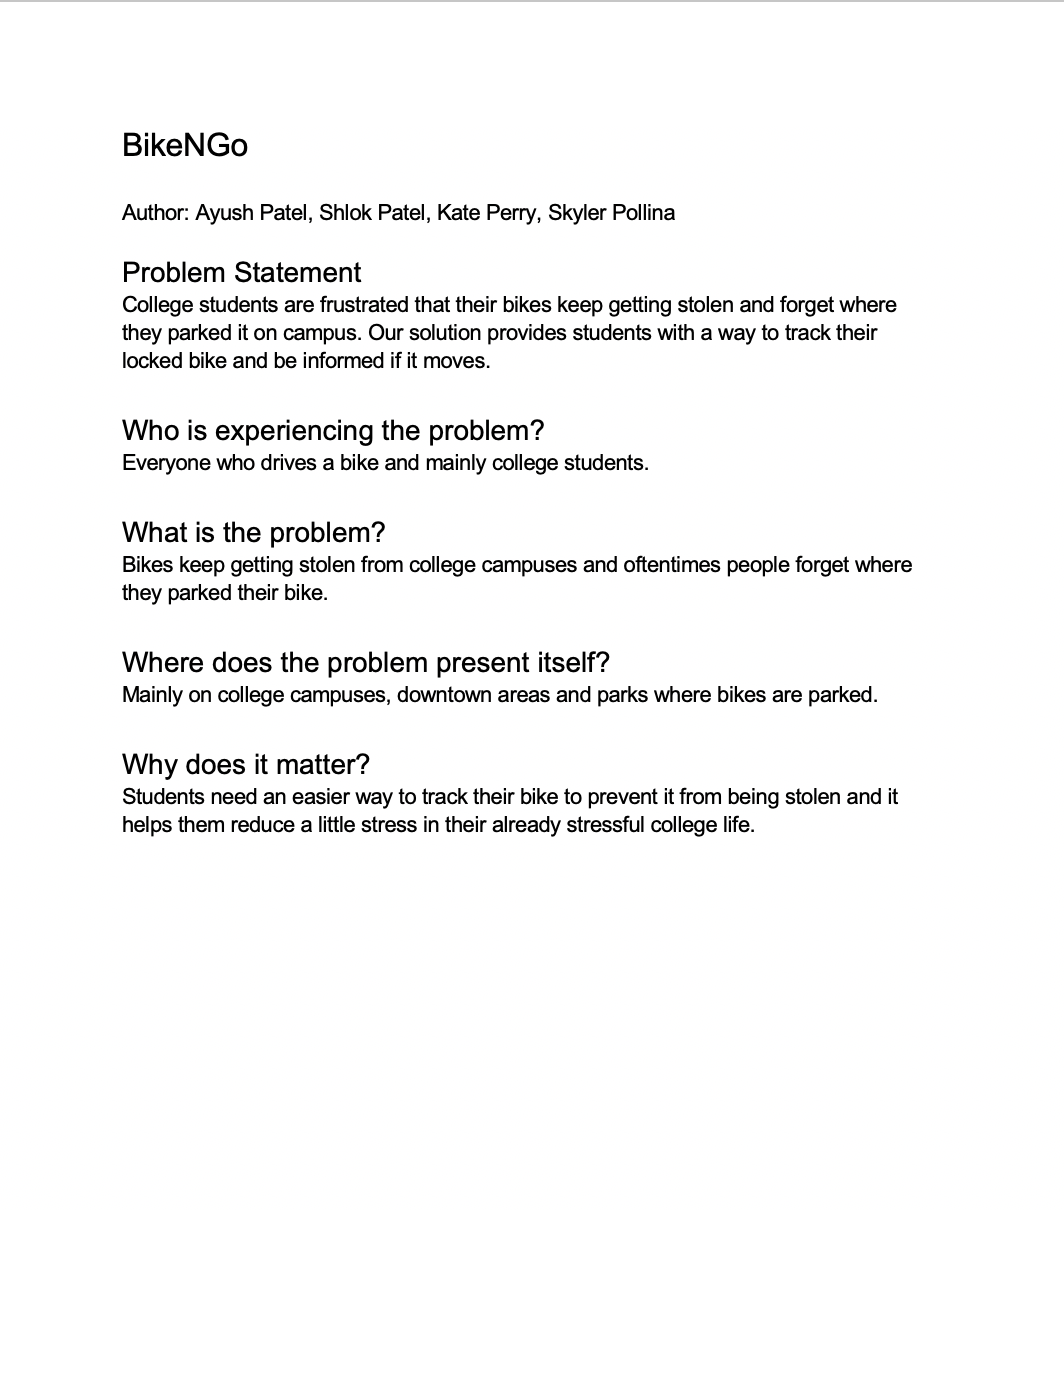 BikeNGo
Author: Ayush Patel, Shlok Patel, Kate Perry, Skyler Pollina
Problem Statement
College students are frustrated that their bikes keep getting stolen and forget where
they parked it on campus. Our solution provides students with a way to track their
locked bike and be informed if it moves.
Who is experiencing the problem?
Everyone who drives a bike and mainly college students.
What is the problem?
Bikes keep getting stolen from college campuses and oftentimes people forget where
they parked their bike.
Where does the problem present itself?
Mainly on college campuses, downtown areas and parks where bikes are parked.
Why does it matter?
Students need an easier way to track their bike to prevent it from being stolen and it
helps them reduce a little stress in their already stressful college life.